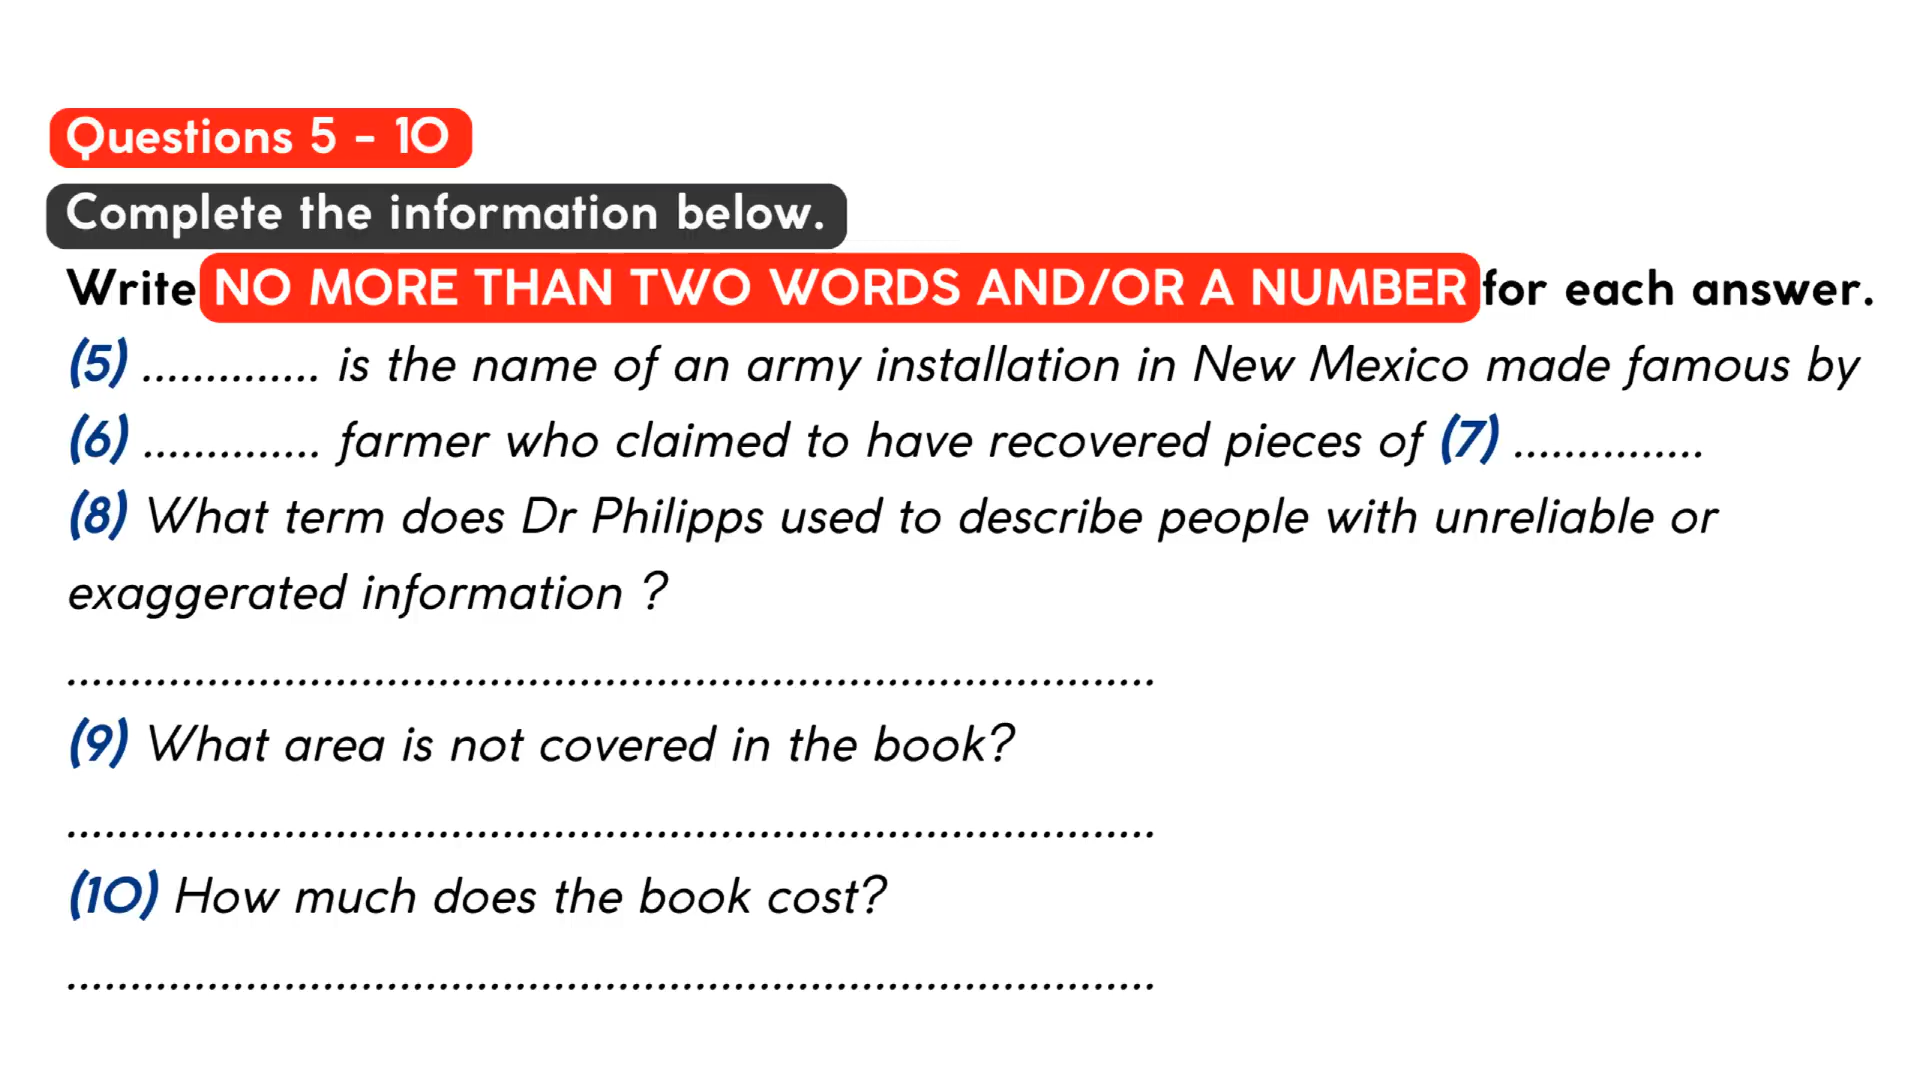 Questions 5 - 10
Complete the information below.
Write NO MORE THAN TWO WORDS AND/OR A NUMBER for each answer.
(5) .............. is the name of an army installation in New Mexico made famous by
(6) .............. farmer who claimed to have recovered pieces of (7) ...............
(8) What term does Dr Philipps used to describe people with unreliable or
exaggerated information ?
.....................................................................................
(9) What area is not covered in the book?
.....................................................................................
(10) How much does the book cost?
.....................................................................................